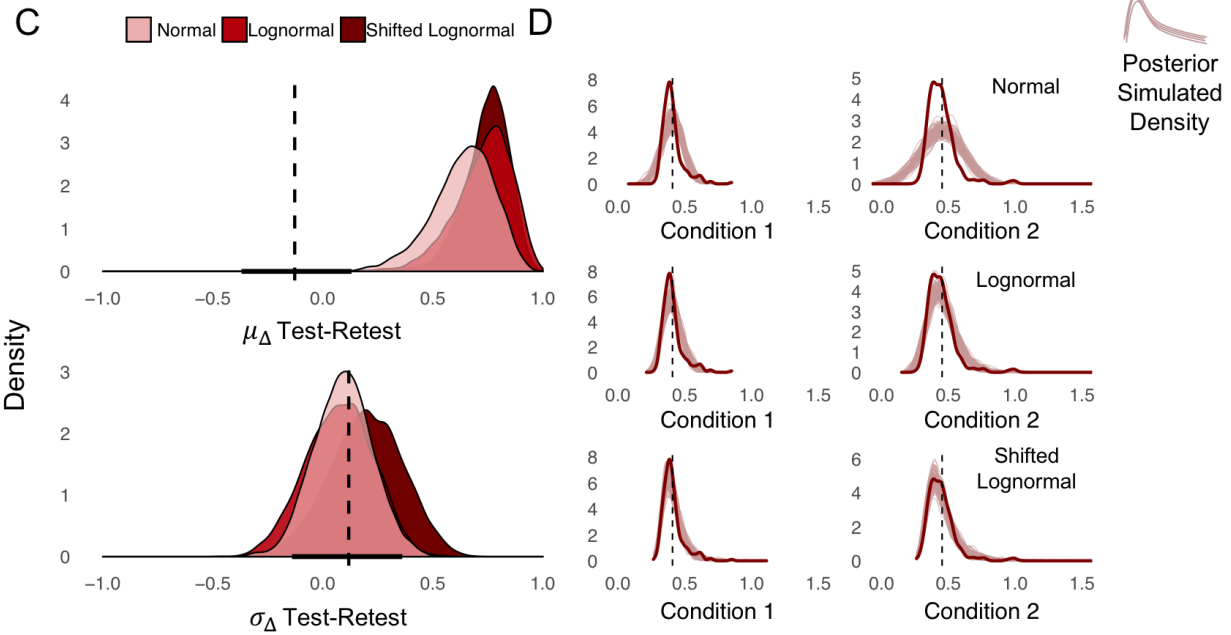 C
Normal Lognormal Shifted Lognormal
Density
4
3
2
1
0
−1.0 −0.5 0.0 0.5 1.0
μΔ Test-Retest
3
2
1
0
−1.0 −0.5 0.0 0.5 1.0
σΔ Test-Retest
D
Posterior
Simulated
Density
8
6
4
2
0
0.0 0.5 1.0 1.5
Condition 1
Normal
5
4
3
2
1
0
0.0 0.5 1.0 1.5
Condition 2
8
6
4
2
0
0.0 0.5 1.0 1.5
Condition 1
Lognormal
5
4
3
2
1
0
0.0 0.5 1.0 1.5
Condition 2
8
6
4
2
0
0.0 0.5 1.0 1.5
Condition 1
Shifted
Lognormal
6
4
2
0
0.0 0.5 1.0 1.5
Condition 2